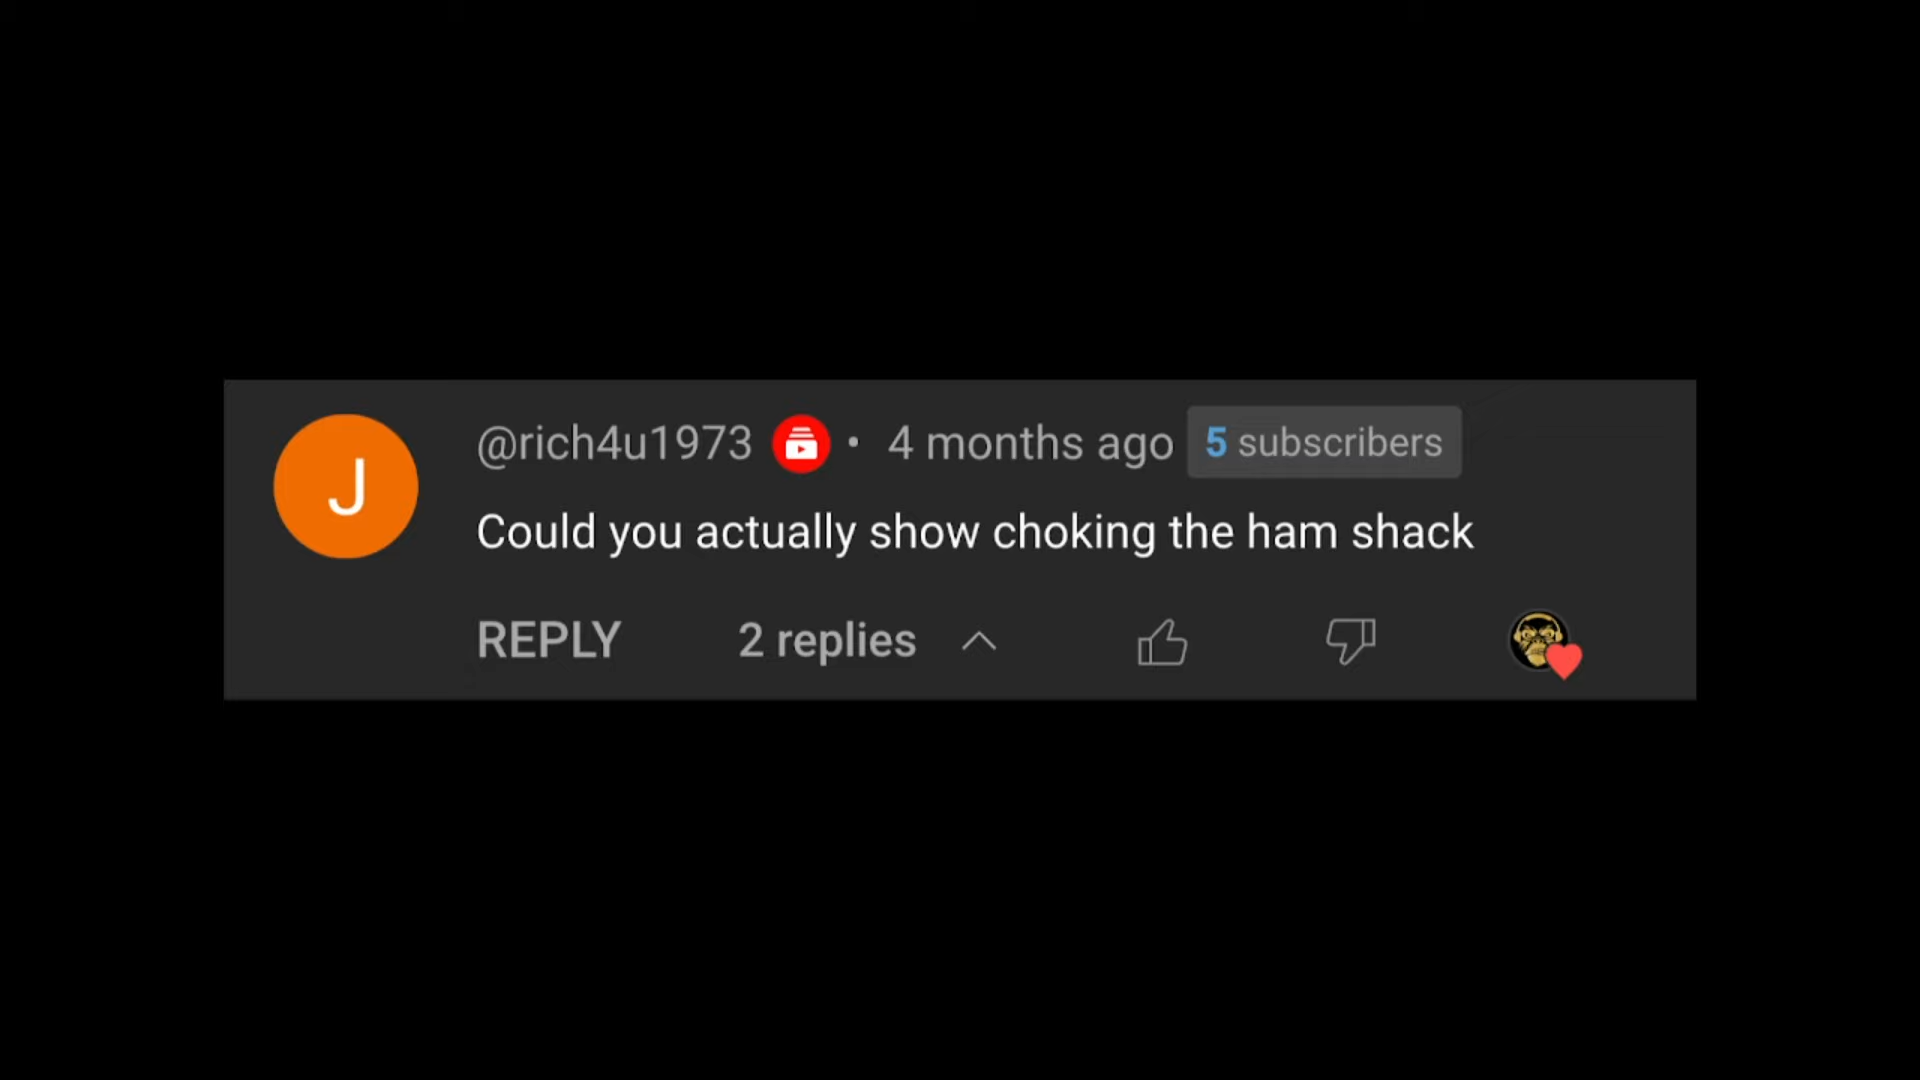 J
@rich4u1973 • 4 months ago 5 subscribers
Could you actually show choking the ham shack
REPLY 2 replies